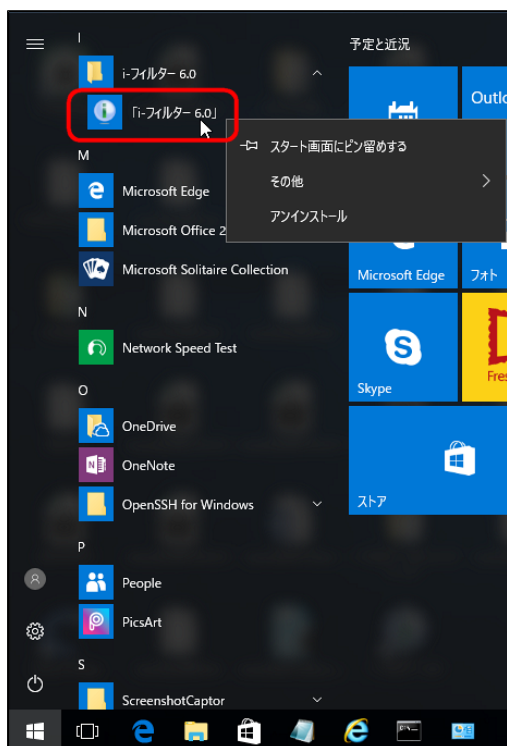 I
i-フィルター 6.0
「i-フィルター 6.0」
M
Microsoft Edge
Microsoft Office 2
Microsoft Solitaire Collection
N
Network Speed Test
O
OneDrive
OneNote
OpenSSH for Windows
P
People
PicsArt
S
ScreenshotCaptor
スタート画面にピン留めする
その他
アンインストール
予定と近況
Outlo
Microsoft Edge
フォト
Skype
Fres
ストア